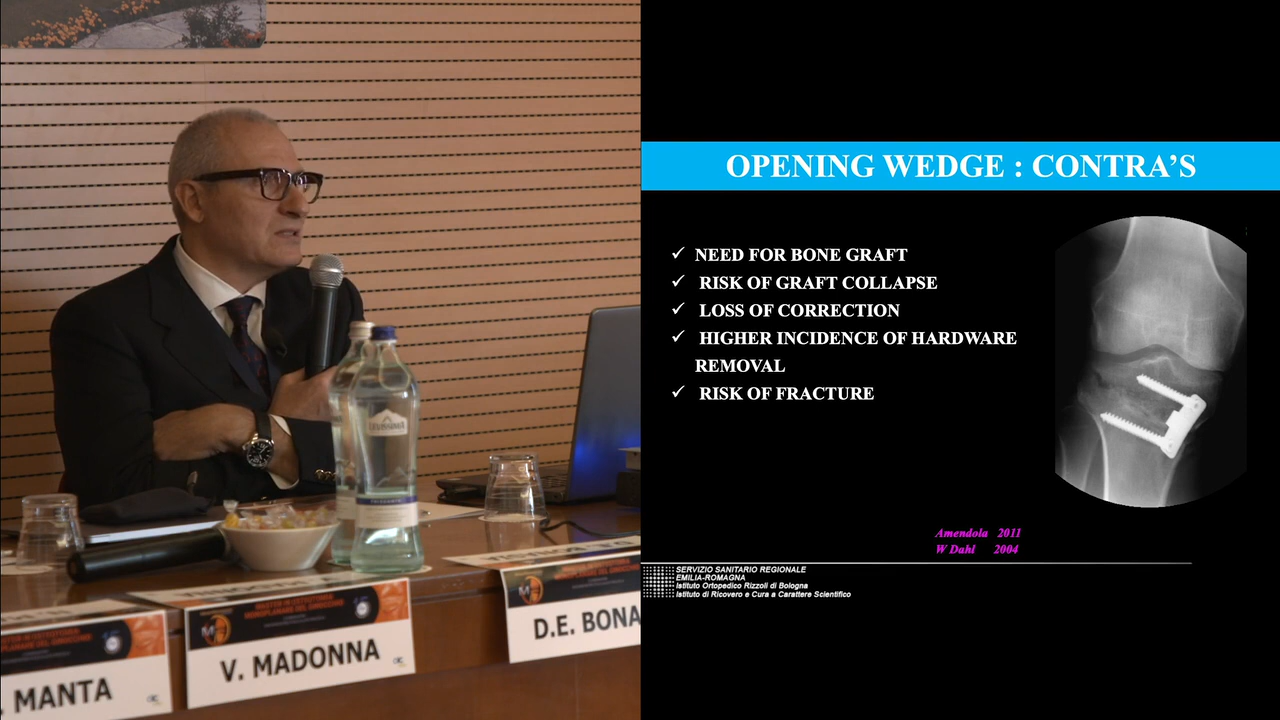 OPENING WEDGE : CONTRA'S
NEED FOR BONE GRAFT
RISK OF GRAFT COLLAPSE
LOSS OF CORRECTION
HIGHER INCIDENCE OF HARDWARE
REMOVAL
RISK OF FRACTURE
Amendola 2011
W Dahl 2004
SERVIZIO SANITARIO REGIONALE
EMILIA-ROMAGNA
Istituto Ortopedico Rizzoli di Bologna
Istituto di Ricovero e Cura a Carattere Scientifico
MANTA
V. MADONNA
D.E. BONA